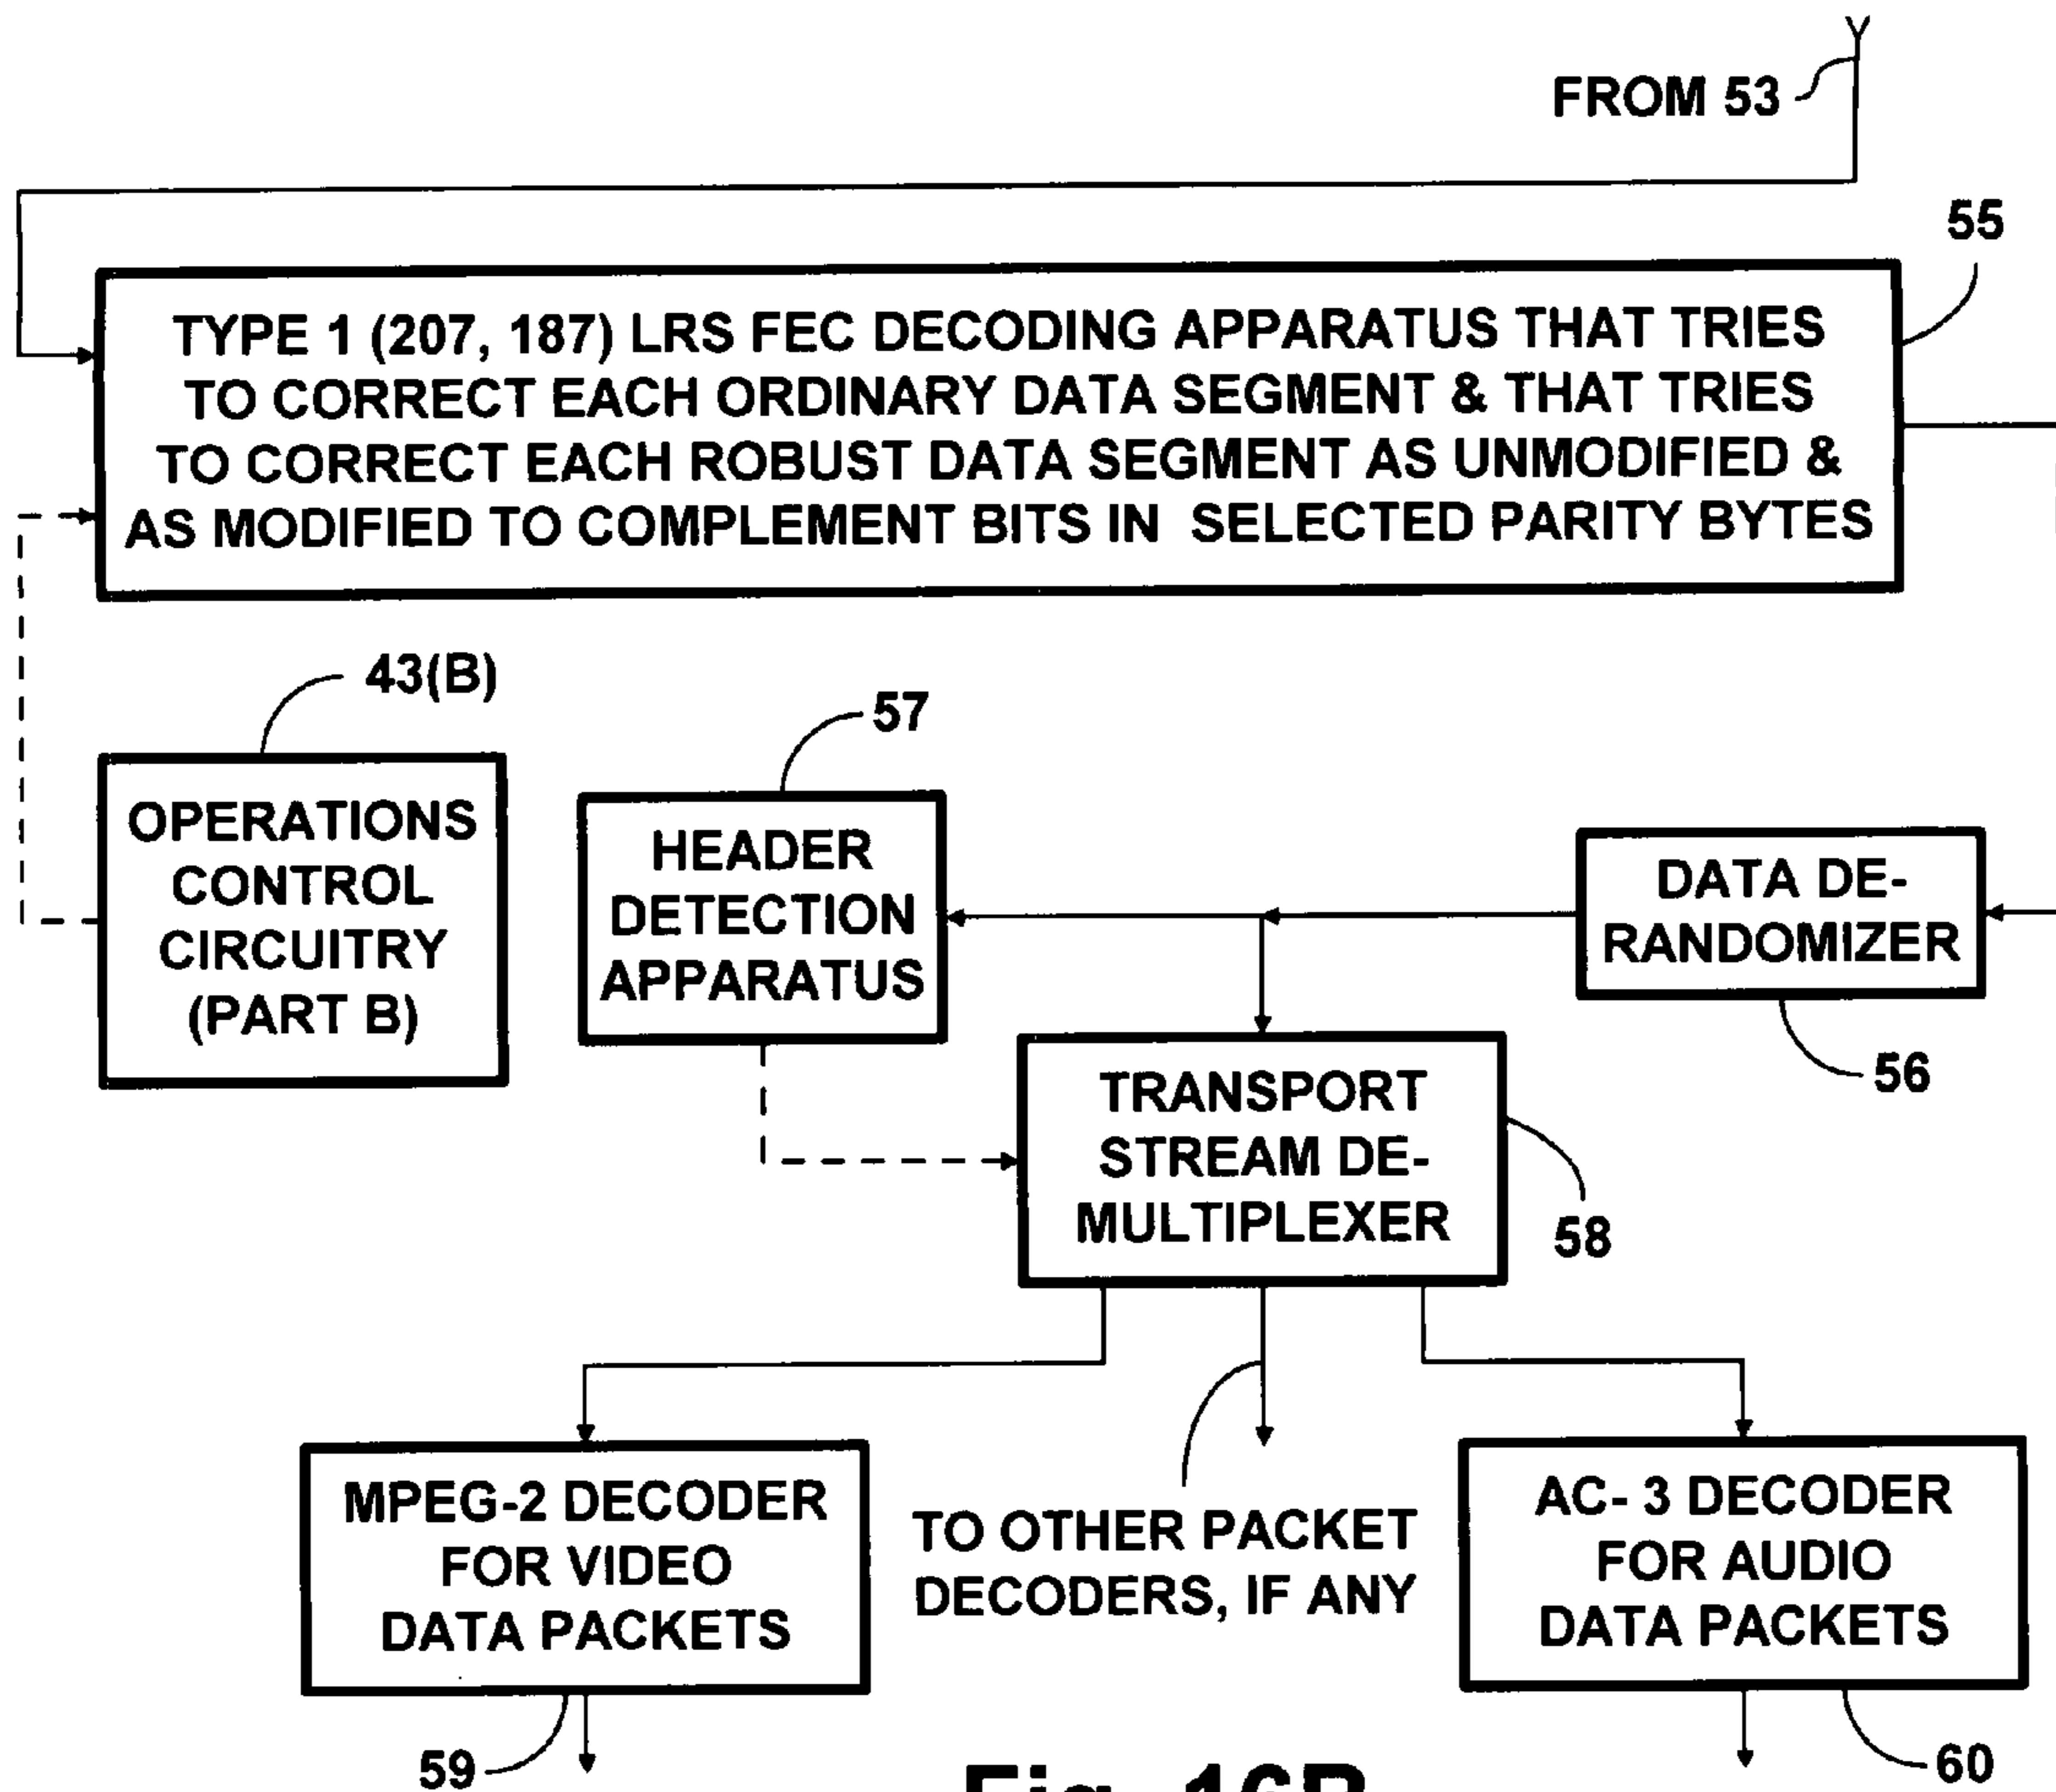 FROM 53
55
TYPE 1 (207, 187) LRS FEC DECODING APPARATUS THAT TRIES
TO CORRECT EACH ORDINARY DATA SEGMENT & THAT TRIES
TO CORRECT EACH ROBUST DATA SEGMENT AS UNMODIFIED &
AS MODIFIED TO COMPLEMENT BITS IN SELECTED PARITY BYTES
43(B)
OPERATIONS
CONTROL
CIRCUITRY
(PART B)
57
HEADER
DETECTION
APPARATUS
DATA DE-
RANDOMIZER
56
TRANSPORT
STREAM DE-
MULTIPLEXER
58
MPEG-2 DECODER
FOR VIDEO
DATA PACKETS
59
TO OTHER PACKET
DECODERS, IF ANY
AC- 3 DECODER
FOR AUDIO
DATA PACKETS
60
Fig. 16B